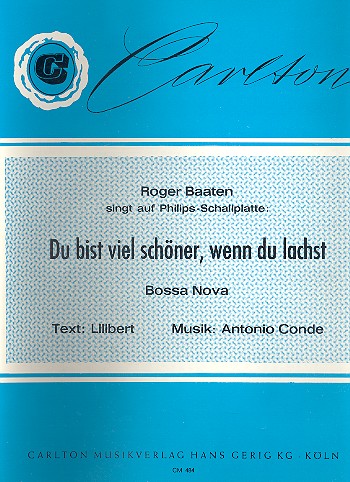 C
Carlton
Roger Baaten
singt auf Philips-Schallplatte:
Du bist viel schöner, wenn du lachst
Bossa Nova
Text: Lilibert Musik: Antonio Conde
CARLTON MUSIKVERLAG HANS GERIG KG - KÖLN
CM 484